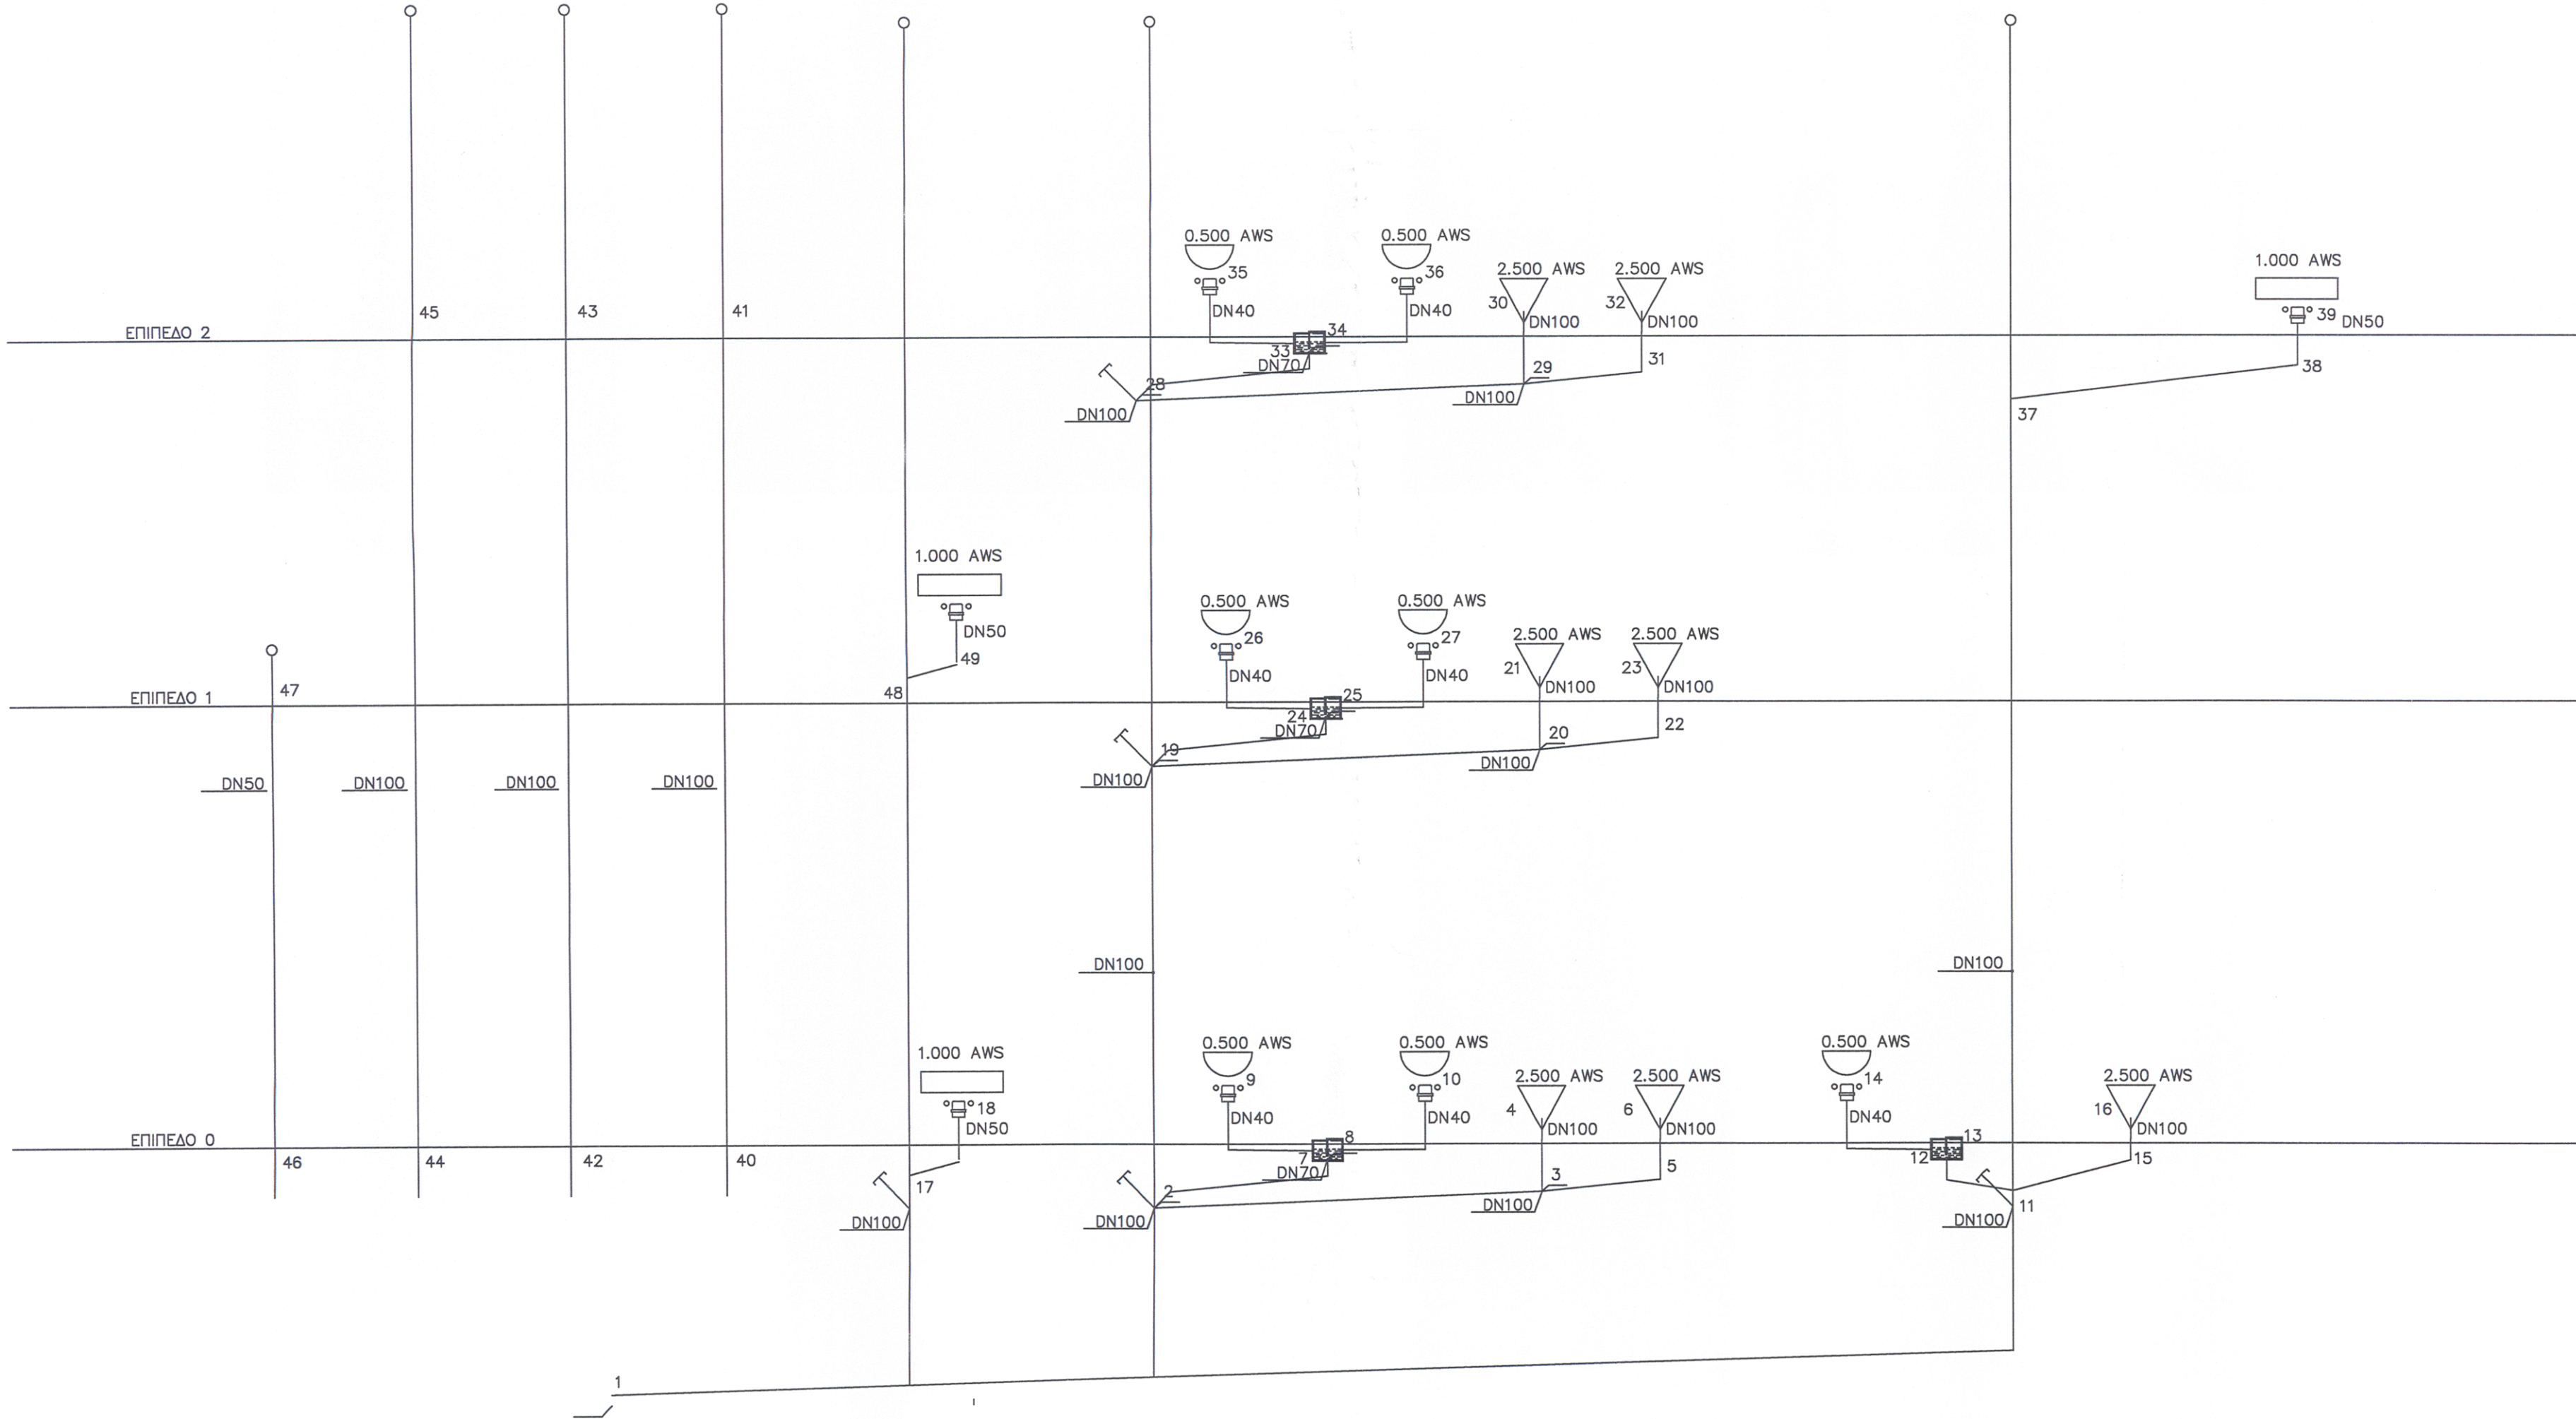 0.500 AWS
0.500 AWS
35
36
2.500 AWS
2.500 AWS
1.000 AWS
30
32
DN40
DN40
39
DN50
45
43
41
DN100
DN100
ΕΠΙΠΕΔΟ 2
34
33
DN70
31
29
38
28
DN100
DN100
37
1.000 AWS
DN50
49
0.500 AWS
0.500 AWS
26
27
2.500 AWS
2.500 AWS
21
23
DN40
DN40
47
48
DN100
DN100
ΕΠΙΠΕΔΟ 1
25
24
DN70
22
20
19
DN100
DN100
DN50
DN100
DN100
DN100
DN100
DN100
1.000 AWS
18
DN50
0.500 AWS
0.500 AWS
0.500 AWS
9
10
14
2.500 AWS
2.500 AWS
2.500 AWS
4
6
16
DN40
DN40
DN40
DN100
DN100
DN100
ΕΠΙΠΕΔΟ 0
8
13
7
12
46
44
42
40
DN70
5
15
3
17
2
11
DN100
DN100
DN100
DN100
1